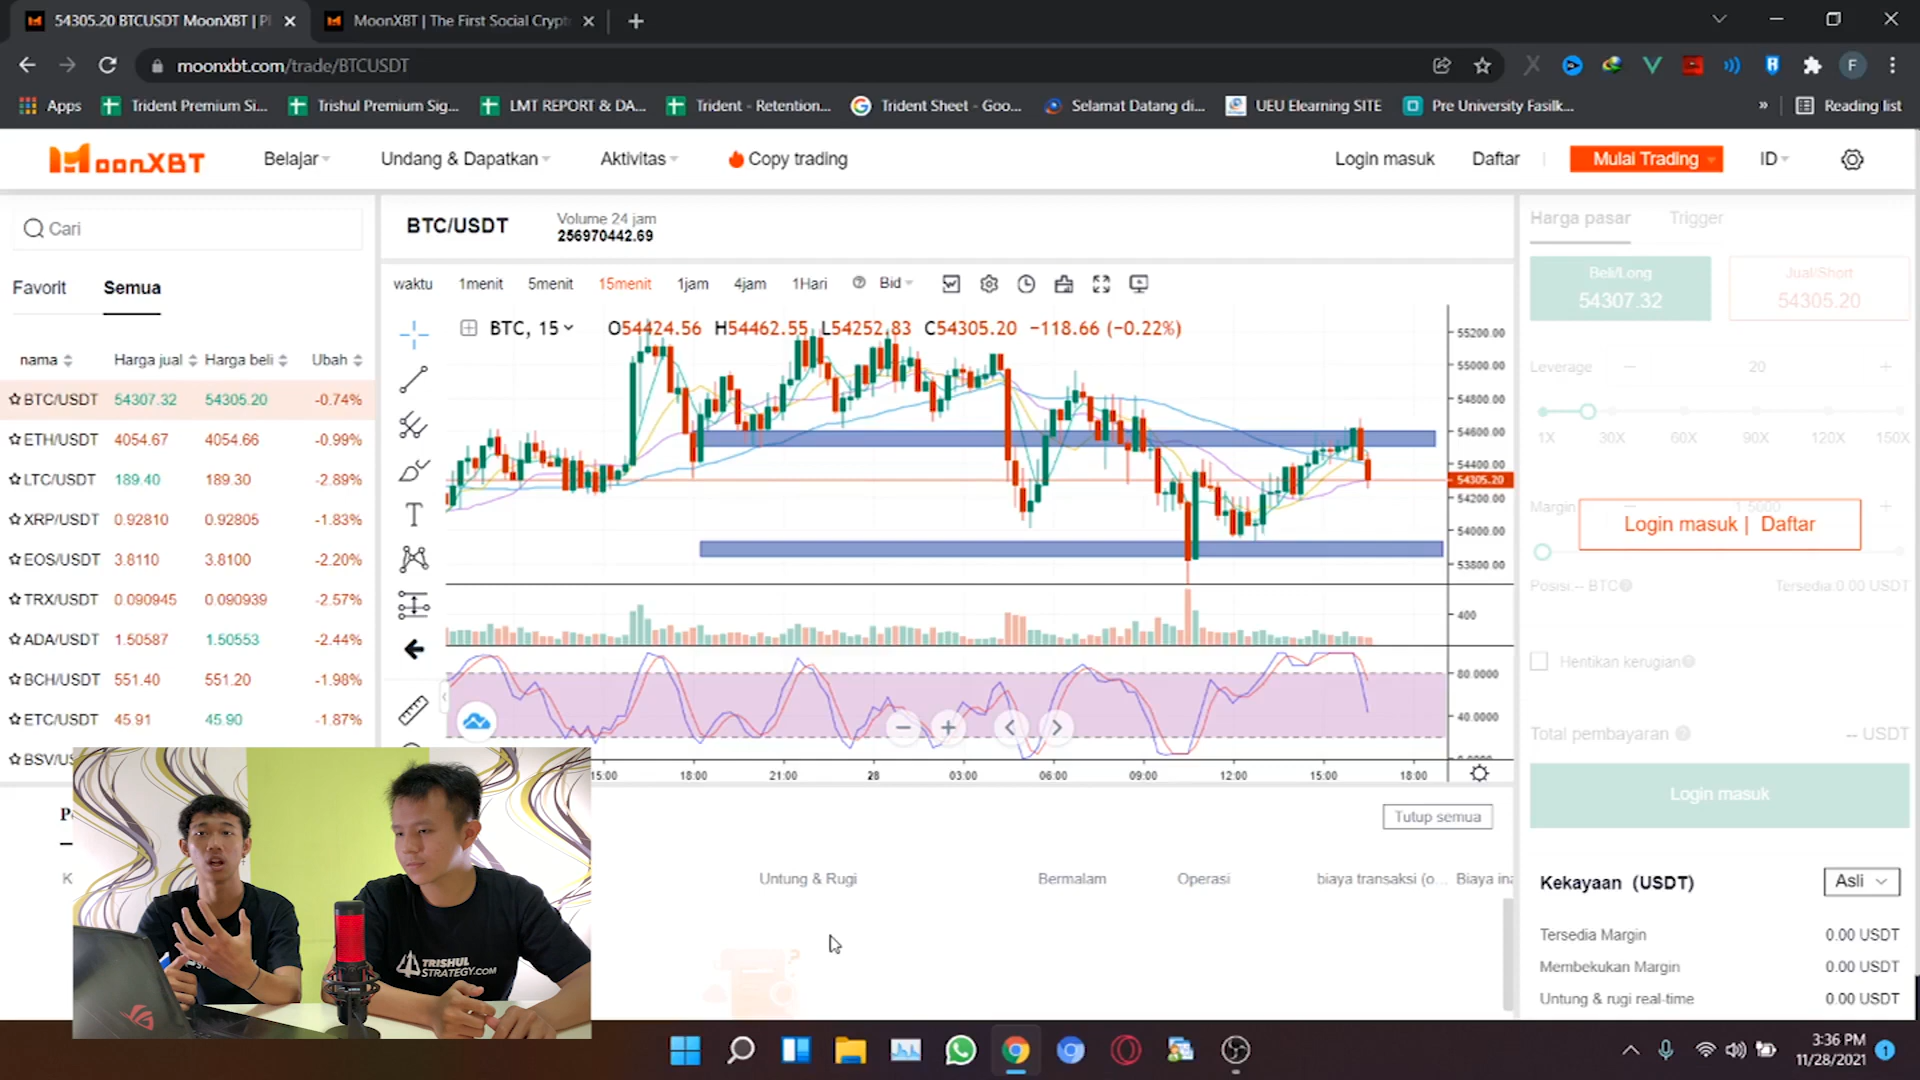 54305.20 BTCUSDT MoonXBT | Pl
MoonXBT | The First Social Crypt
moonxbt.com/trade/BTCUSDT
F
Apps
Trident Premium Si...
Trishul Premium Sig...
LMT REPORT & DA...
Trident - Retention...
Trident Sheet - Goo...
Selamat Datang di...
UEU Elearning SITE
Pre University Fasilk...
»
Reading list
MoonXBT
Belajar
Undang & Dapatkan
Aktivitas
Copy trading
Login masuk
Daftar
Mulai Trading
ID
Cari
Favorit
Semua
nama Harga jual Harga beli Ubah
BTC/USDT 54307.32 54305.20 -0.74%
ETH/USDT 4054.67 4054.66 -0.99%
LTC/USDT 189.40 189.30 -2.89%
XRP/USDT 0.92810 0.92805 -1.83%
EOS/USDT 3.8110 3.8100 -2.20%
TRX/USDT 0.090945 0.090939 -2.57%
ADA/USDT 1.50587 1.50553 -2.44%
BCH/USDT 551.40 551.20 -1.98%
ETC/USDT 45.91 45.90 -1.87%
BSV/U
BTC/USDT
Volume 24 jam
256970442.69
waktu 1menit 5menit 15menit 1jam 4jam 1Hari Bid
BTC, 15 O54424.56 H54462.55 L54252.83 C54305.20 −118.66 (−0.22%)
55200.00
55000.00
54800.00
54600.00
54400.00
54305.20
54200.00
54000.00
53800.00
400
80.0000
40.0000
0.0000
15:00 18:00 21:00 28 03:00 06:00 09:00 12:00 15:00 18:00
Tutup semua
Untung & Rugi
Bermalam
Operasi
biaya transaksi (o...
Biaya ina
Harga pasar
Trigger
Beli/Long
54307.32
Jual/Short
54305.20
Leverage
20
1X 30X 60X 90X 120X 150X
Margin
1.5000
Login masuk | Daftar
Posisi:-- BTC
Tersedia:0.00 USDT
Hentikan kerugian
Total pembayaran
-- USDT
Login masuk
Kekayaan (USDT)
Asli
Tersedia Margin 0.00 USDT
Membekukan Margin 0.00 USDT
Untung & rugi real-time 0.00 USDT
TRISHUL
STRATEGY.COM
3:36 PM
11/28/2021
1